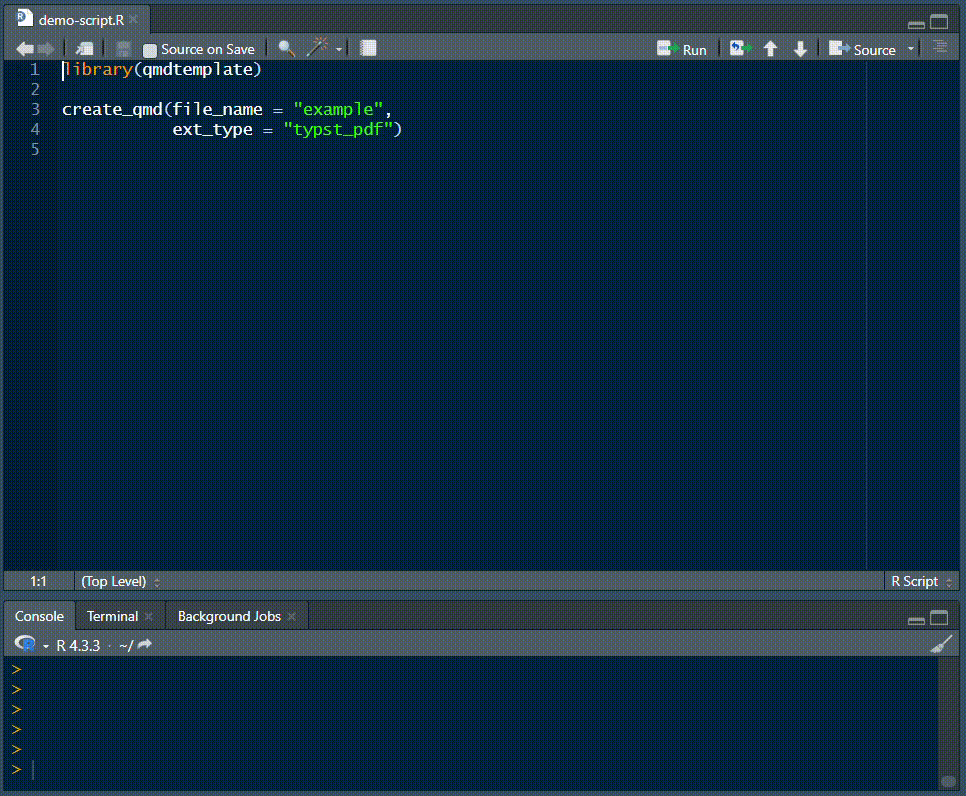 demo-script.R
Source on Save
Run
Source
1 library(qmdtemplate)
2
3 create_qmd(file_name = "example",
4            ext_type = "typst_pdf")
5
1:1
(Top Level)
R Script
Console
Terminal
Background Jobs
R 4.3.3 · ~/
>
>
>
>
>
>